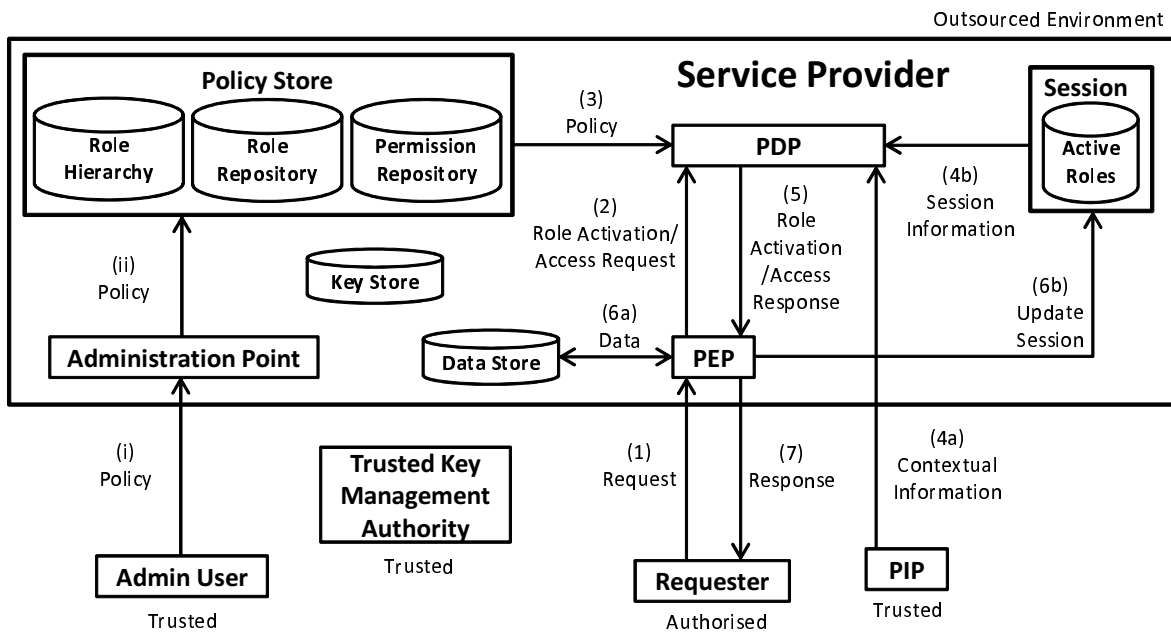 Outsourced Environment
Service Provider
Policy Store
Role
Hierarchy
Role
Repository
Permission
Repository
(3)
Policy
PDP
Session
Active
Roles
(4b)
Session
Information
(2)
Role Activation/
Access Request
(5)
Role
Activation
/Access
Response
(ii)
Policy
Key Store
(6a)
Data
(6b)
Update
Session
Administration Point
Data Store
PEP
(i)
Policy
Trusted Key
Management
Authority
Trusted
(1)
Request
(7)
Response
(4a)
Contextual
Information
Admin User
Trusted
Requester
Authorised
PIP
Trusted